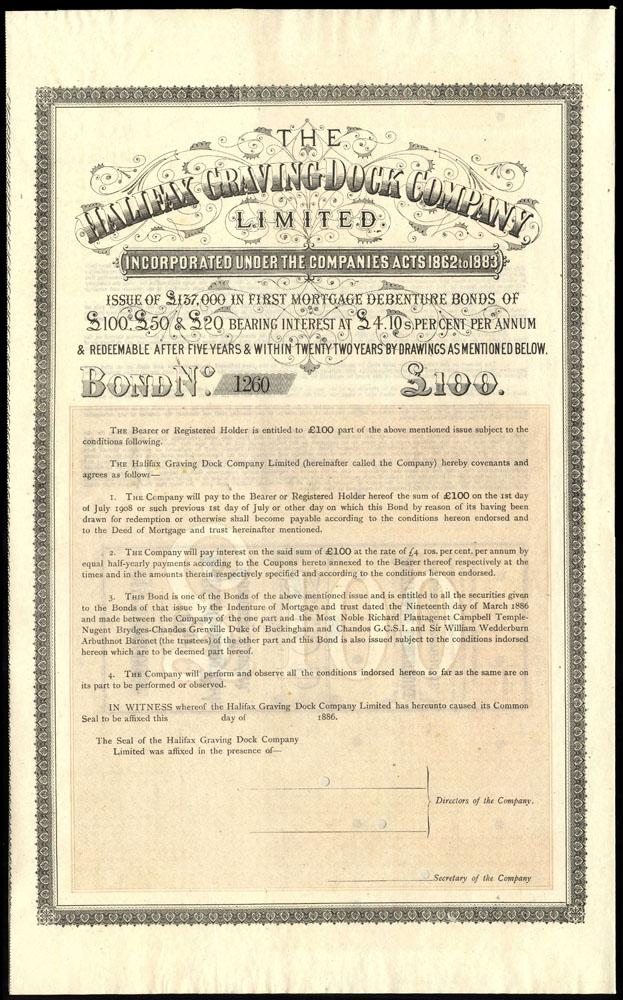 THE
HALIFAX GRAVING DOCK COMPANY
LIMITED
INCORPORATED UNDER THE COMPANIES ACTS 1862 to 1883
ISSUE OF £137,000 IN FIRST MORTGAGE DEBENTURE BONDS OF
£100. £50 & £20 BEARING INTEREST AT £4.10s. PER CENT PER ANNUM
& REDEEMABLE AFTER FIVE YEARS & WITHIN TWENTY TWO YEARS BY DRAWINGS AS MENTIONED BELOW.
BOND No. 1260 £100.
THE Bearer or Registered Holder is entitled to £100 part of the above mentioned issue subject to the
conditions following.
THE Halifax Graving Dock Company Limited (hereinafter called the Company) hereby covenants and
agrees as follows—
1. THE Company will pay to the Bearer or Registered Holder hereof the sum of £100 on the 1st day
of July 1908 or such previous 1st day of July or other day on which this Bond by reason of its having been
drawn for redemption or otherwise shall become payable according to the conditions hereon endorsed and
to the Deed of Mortgage and trust hereinafter mentioned.
2. THE Company will pay interest on the said sum of £100 at the rate of £4 10s. per cent. per annum by
equal half-yearly payments according to the Coupons hereto annexed to the Bearer thereof respectively at the
times and in the amounts therein respectively specified and according to the conditions hereon endorsed.
3. THIS Bond is one of the Bonds of the above mentioned issue and is entitled to all the securities given
to the Bonds of that issue by the Indenture of Mortgage and trust dated the Nineteenth day of March 1886
and made between the Company of the one part and the Most Noble Richard Plantagenet Campbell Temple-
Nugent Brydges-Chandos Grenville Duke of Buckingham and Chandos G.C.S.I. and Sir William Wedderburn
Arbuthnot Baronet (the trustees) of the other part and this Bond is also issued subject to the conditions indorsed
hereon which are to be deemed part hereof.
4. THE Company will perform and observe all the conditions indorsed hereon so far as the same are on
its part to be performed or observed.
IN WITNESS whereof the Halifax Graving Dock Company Limited has hereunto caused its Common
Seal to be affixed this day of 1886.
The Seal of the Halifax Graving Dock Company
Limited was affixed in the presence of—
Directors of the Company.
Secretary of the Company